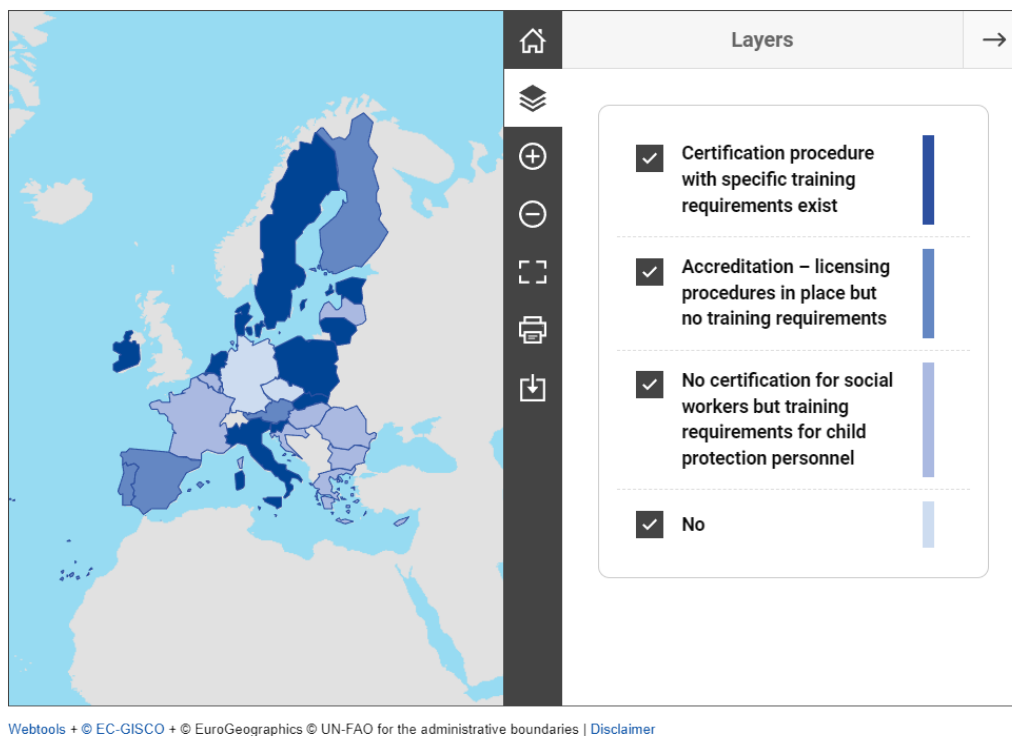 Layers
Certification procedure
with specific training
requirements exist
Accreditation – licensing
procedures in place but
no training requirements
No certification for social
workers but training
requirements for child
protection personnel
No
Webtools + © EC-GISCO + © EuroGeographics © UN-FAO for the administrative boundaries | Disclaimer